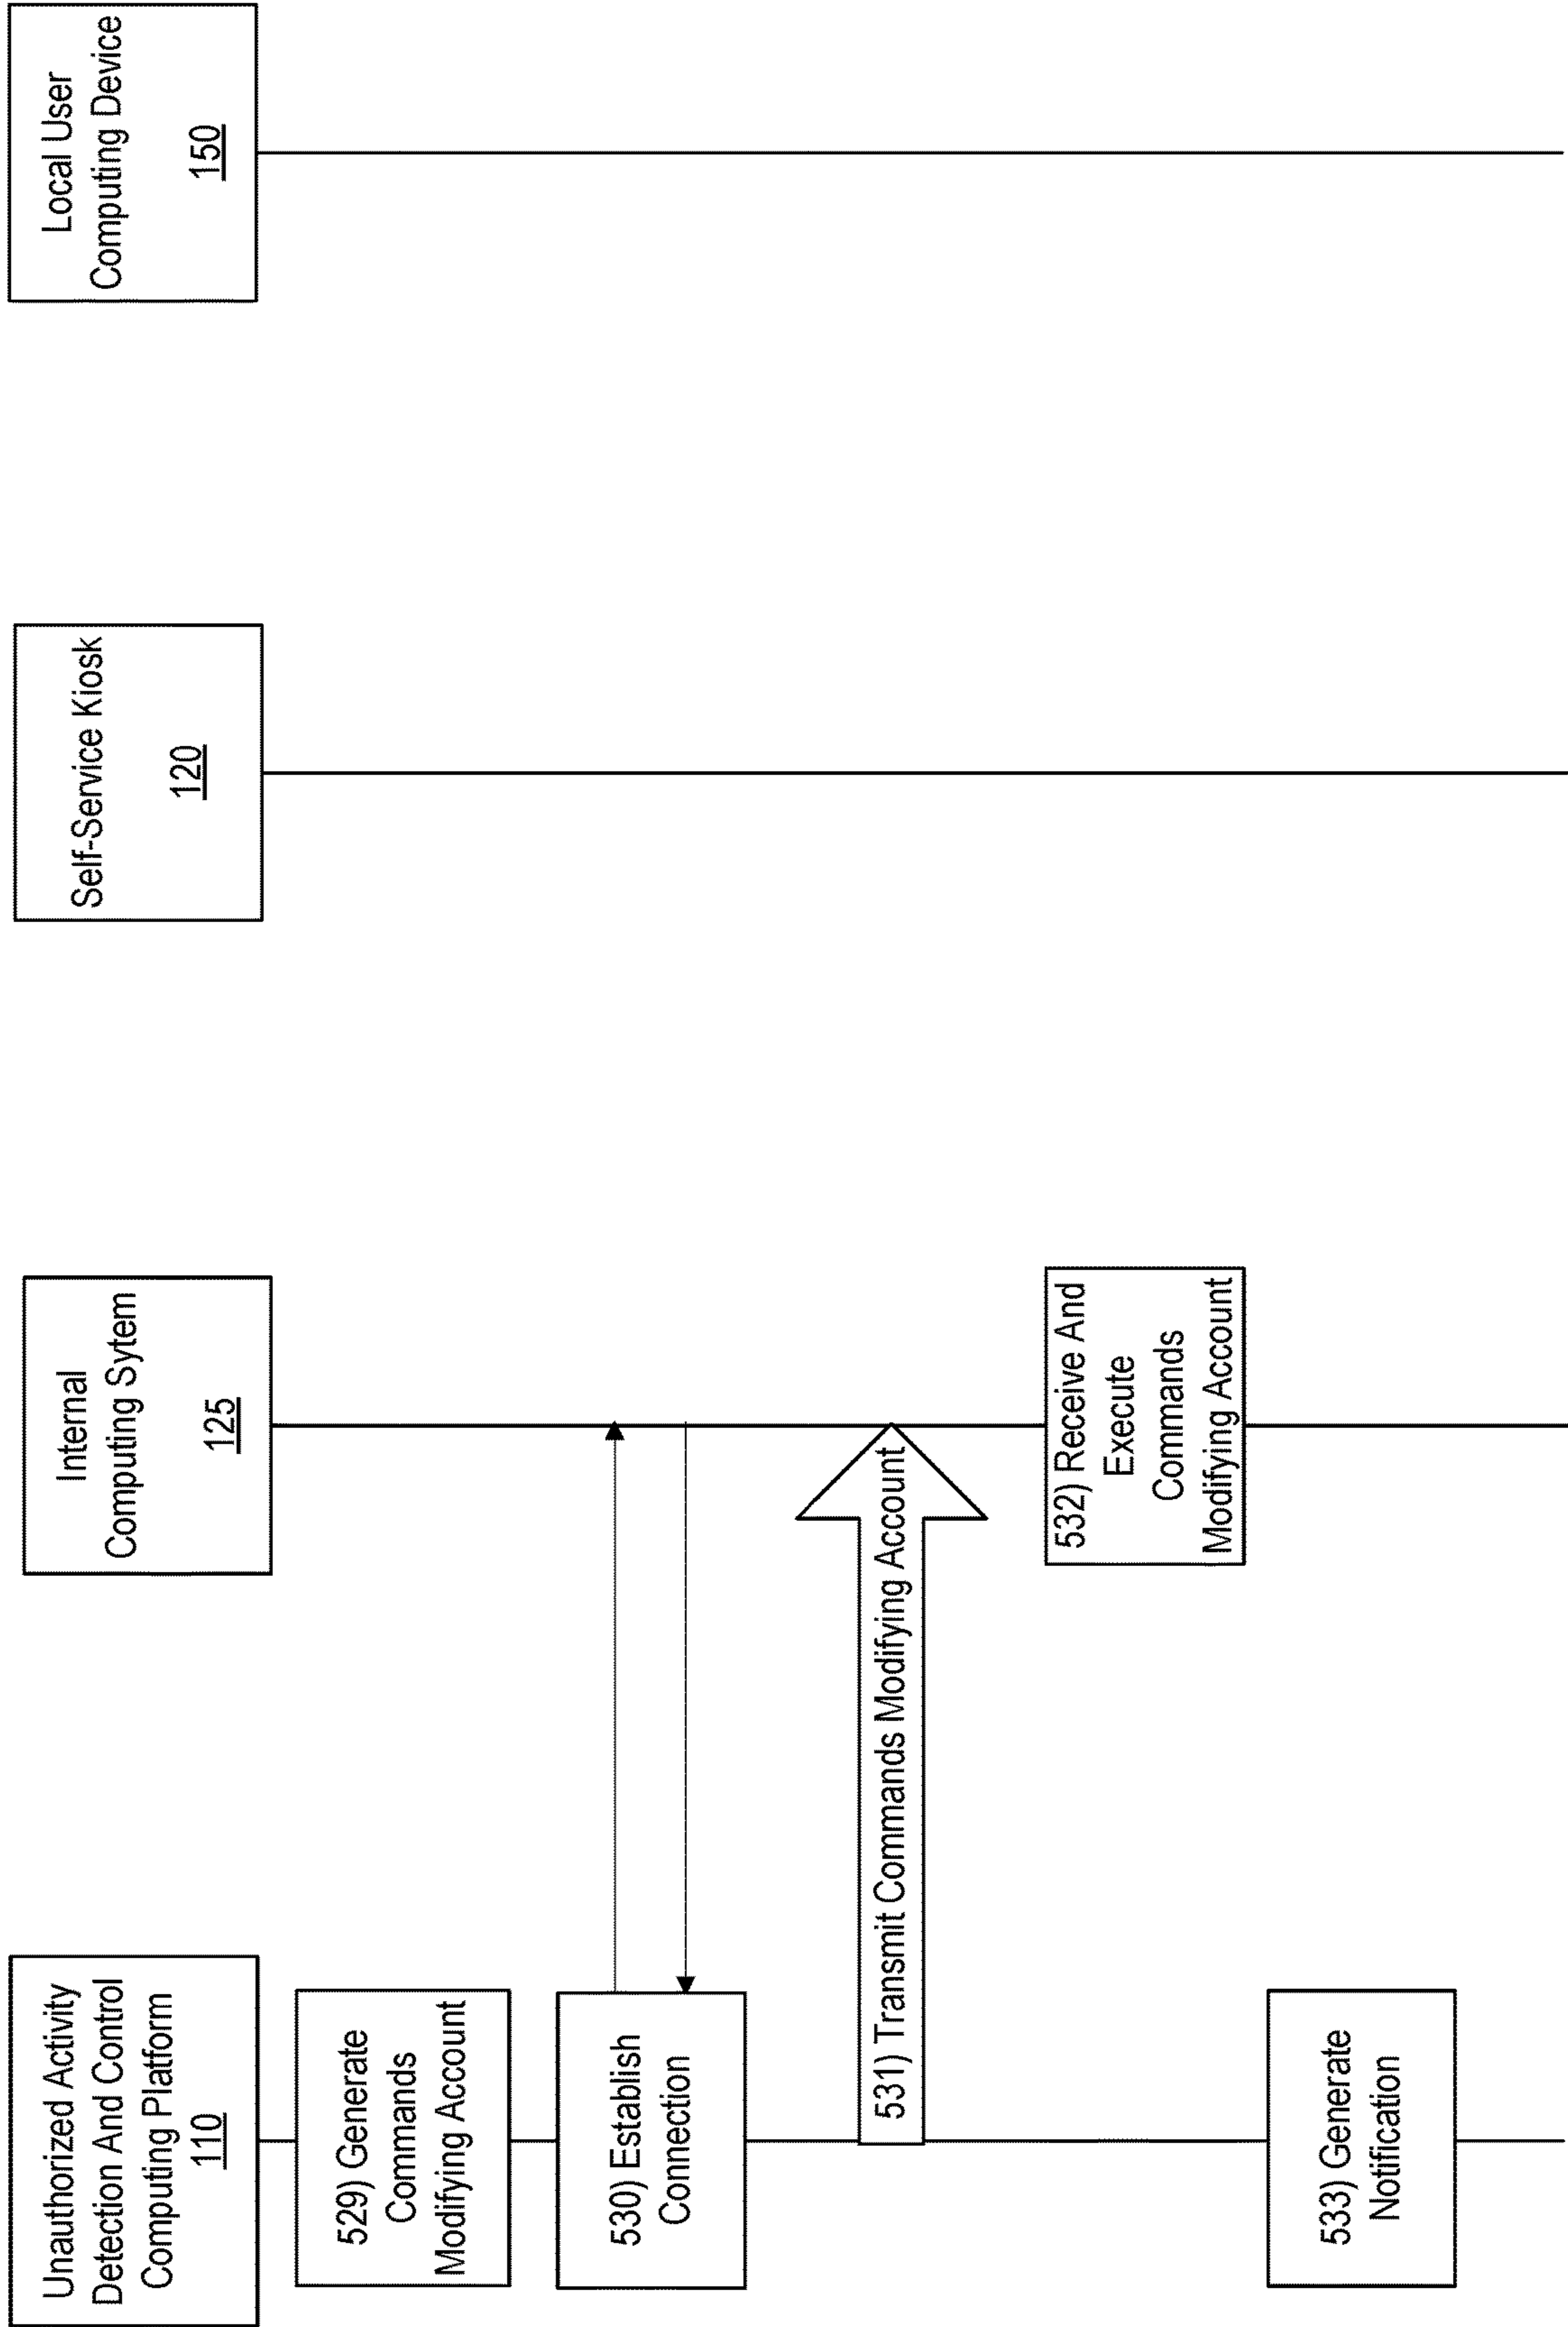 Unauthorized Activity
Detection And Control
Computing Platform
110
Internal
Computing Sytem
125
Self-Service Kiosk
120
Local User
Computing Device
150
529) Generate
Commands
Modifying Account
530) Establish
Connection
531) Transmit Commands Modifying Account
532) Receive And
Execute
Commands
Modifying Account
533) Generate
Notification